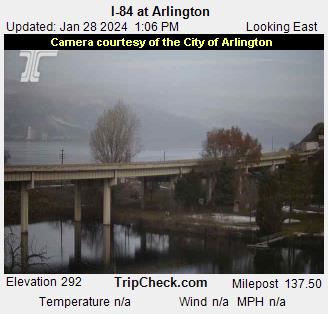 I-84 at Arlington
Updated: Jan 28 2024 1:06 PM Looking East
Camera courtesy of the City of Arlington
Elevation 292 TripCheck.com Milepost 137.50
Temperature n/a Wind n/a MPH n/a